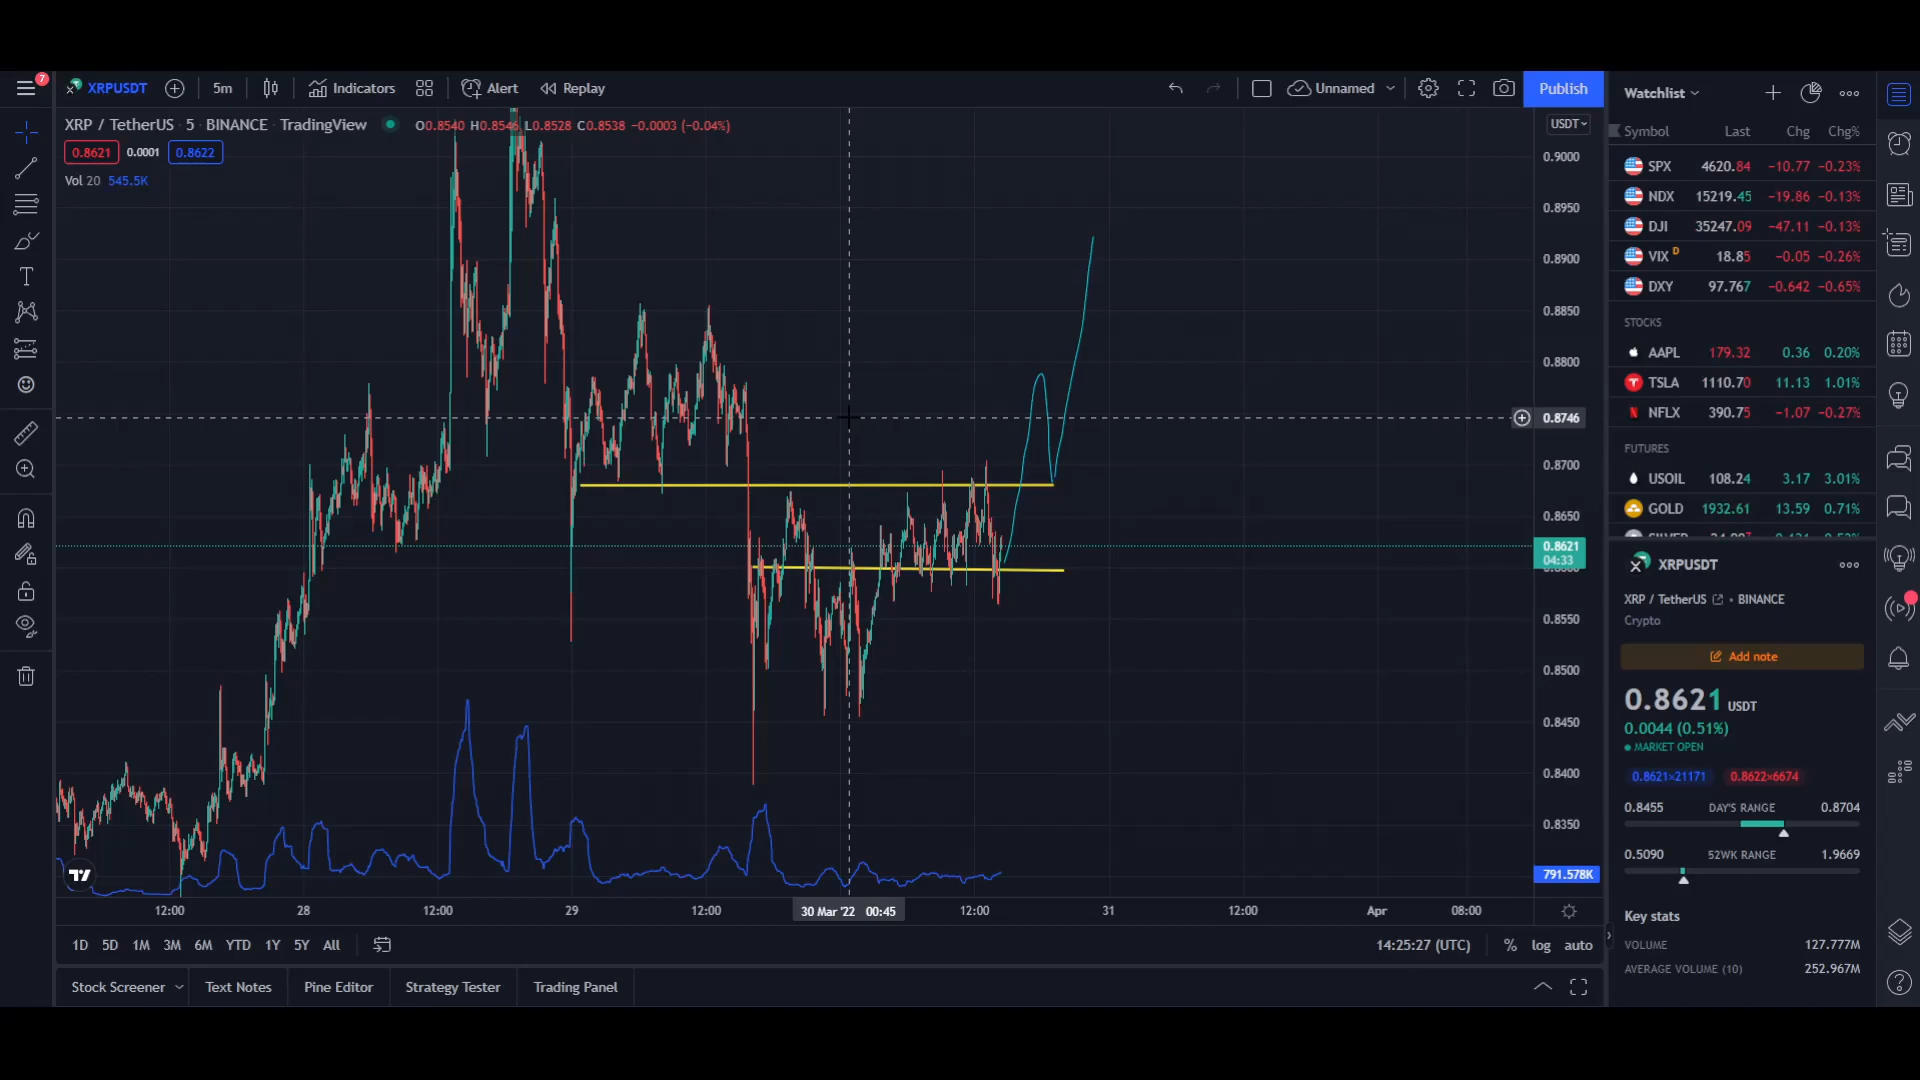 7 XRPUSDT 5m Indicators Alert Replay Unnamed Publish
XRP / TetherUS · 5 · BINANCE · TradingView O0.8540 H0.8546 L0.8528 C0.8538 −0.0003 (−0.04%)
0.8621 0.0001 0.8622
Vol 20 545.5K
USDT
0.9000
0.8950
0.8900
0.8850
0.8800
0.8746
0.8700
0.8650
0.8621
04:33
0.8550
0.8500
0.8450
0.8400
0.8350
791.578K
12:00 28 12:00 29 12:00 30 Mar '22 00:45 12:00 31 12:00 Apr 08:00
1D 5D 1M 3M 6M YTD 1Y 5Y All 14:25:27 (UTC) % log auto
Stock Screener Text Notes Pine Editor Strategy Tester Trading Panel
Watchlist
Symbol Last Chg Chg%
SPX 4620.84 −10.77 −0.23%
NDX 15219.45 −19.86 −0.13%
DJI 35247.09 −47.11 −0.13%
VIX D 18.85 −0.05 −0.26%
DXY 97.767 −0.642 −0.65%
STOCKS
AAPL 179.32 0.36 0.20%
TSLA 1110.70 11.13 1.01%
NFLX 390.75 −1.07 −0.27%
FUTURES
USOIL 108.24 3.17 3.01%
GOLD 1932.61 13.59 0.71%
XRPUSDT
XRP / TetherUS • BINANCE
Crypto
Add note
0.8621 USDT
0.0044 (0.51%)
MARKET OPEN
0.8621×21171 0.8622×6674
0.8455 DAY'S RANGE 0.8704
0.5090 52WK RANGE 1.9669
Key stats
VOLUME 127.777M
AVERAGE VOLUME (10) 252.967M